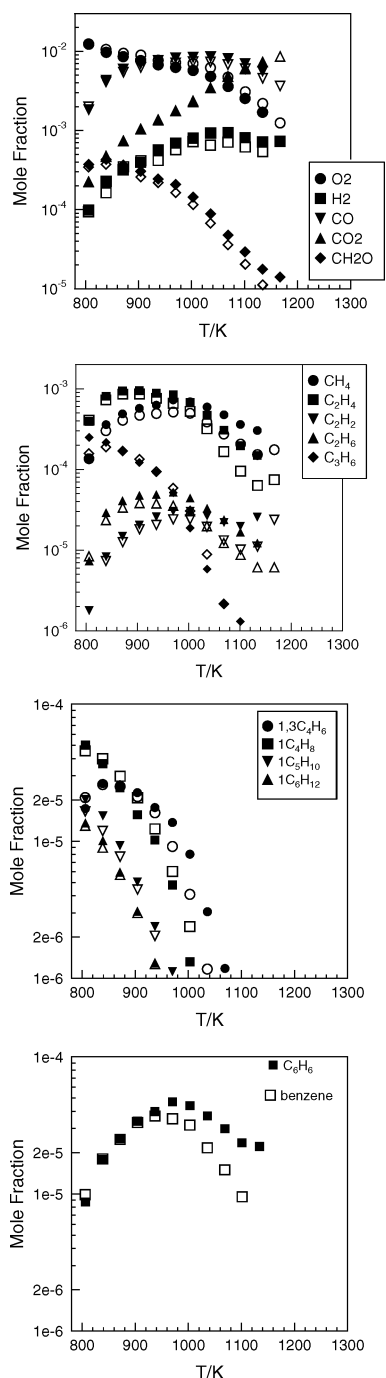 10⁻²
10⁻³
10⁻⁴
10⁻⁵
Mole Fraction
O2
H2
CO
CO2
CH2O
800 900 1000 1100 1200 1300
T/K
10⁻³
10⁻⁴
10⁻⁵
10⁻⁶
Mole Fraction
CH₄
C₂H₄
C₂H₂
C₂H₆
C₃H₆
800 900 1000 1100 1200 1300
T/K
1e-4
2e-5
1e-5
2e-6
1e-6
Mole Fraction
1,3C₄H₆
1C₄H₈
1C₅H₁₀
1C₆H₁₂
800 900 1000 1100 1200 1300
T/K
1e-4
2e-5
1e-5
2e-6
1e-6
Mole Fraction
C₆H₆
benzene
800 900 1000 1100 1200 1300
T/K